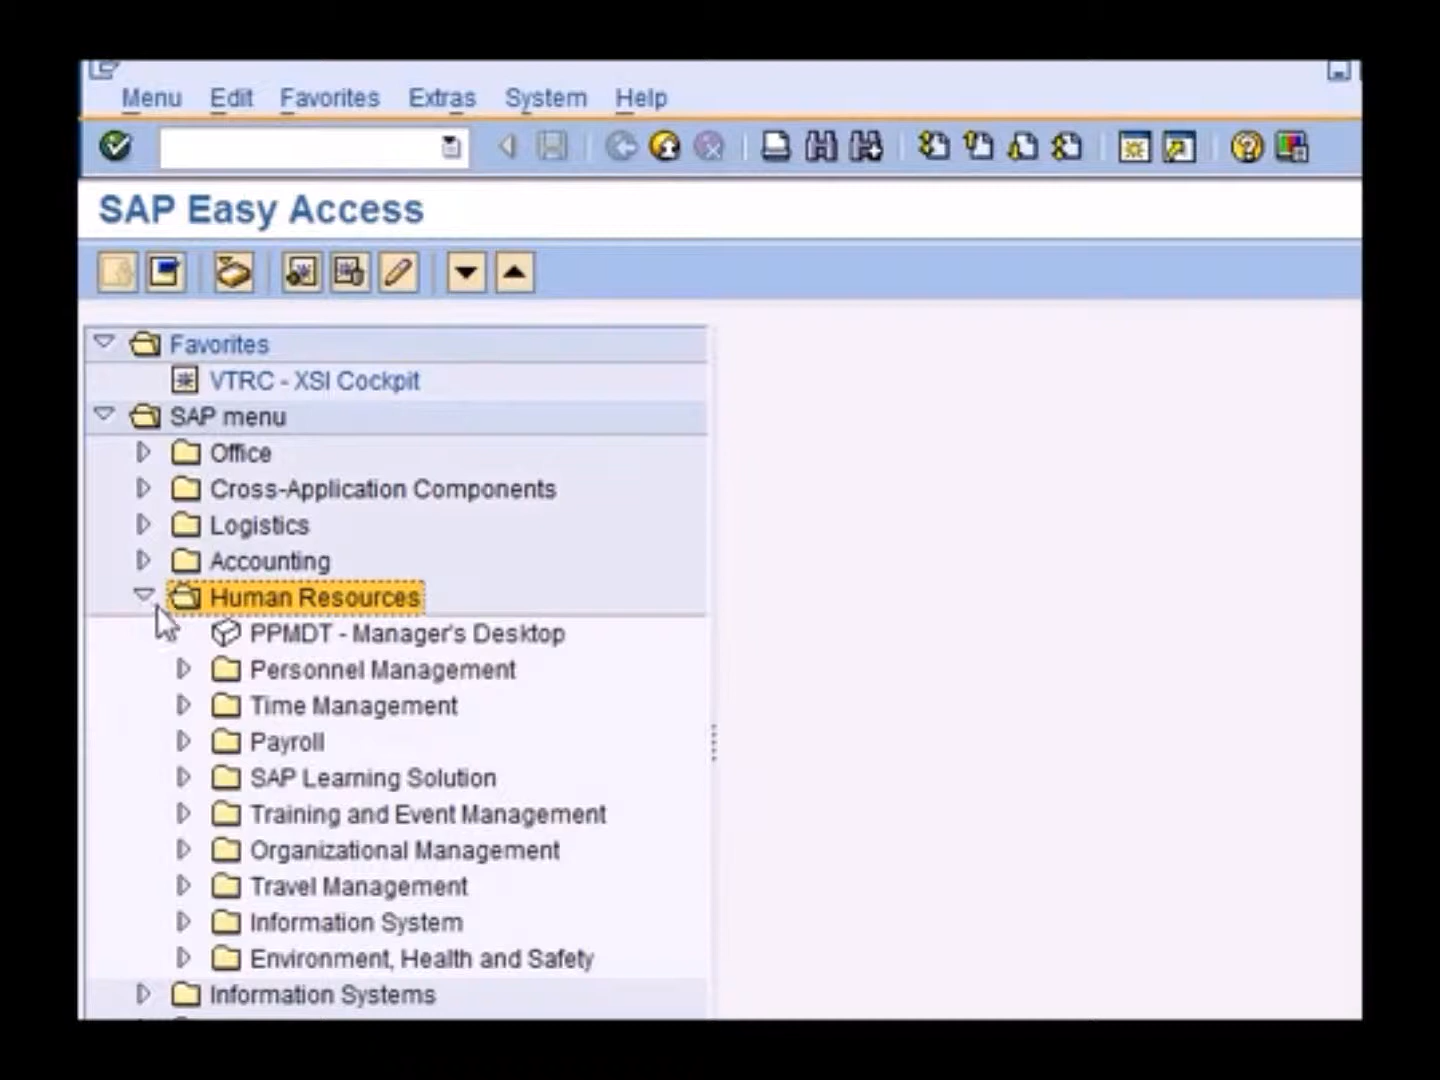 Menu Edit Favorites Extras System Help
SAP Easy Access
Favorites
VTRC - XSI Cockpit
SAP menu
Office
Cross-Application Components
Logistics
Accounting
Human Resources
PPMDT - Manager's Desktop
Personnel Management
Time Management
Payroll
SAP Learning Solution
Training and Event Management
Organizational Management
Travel Management
Information System
Environment, Health and Safety
Information Systems